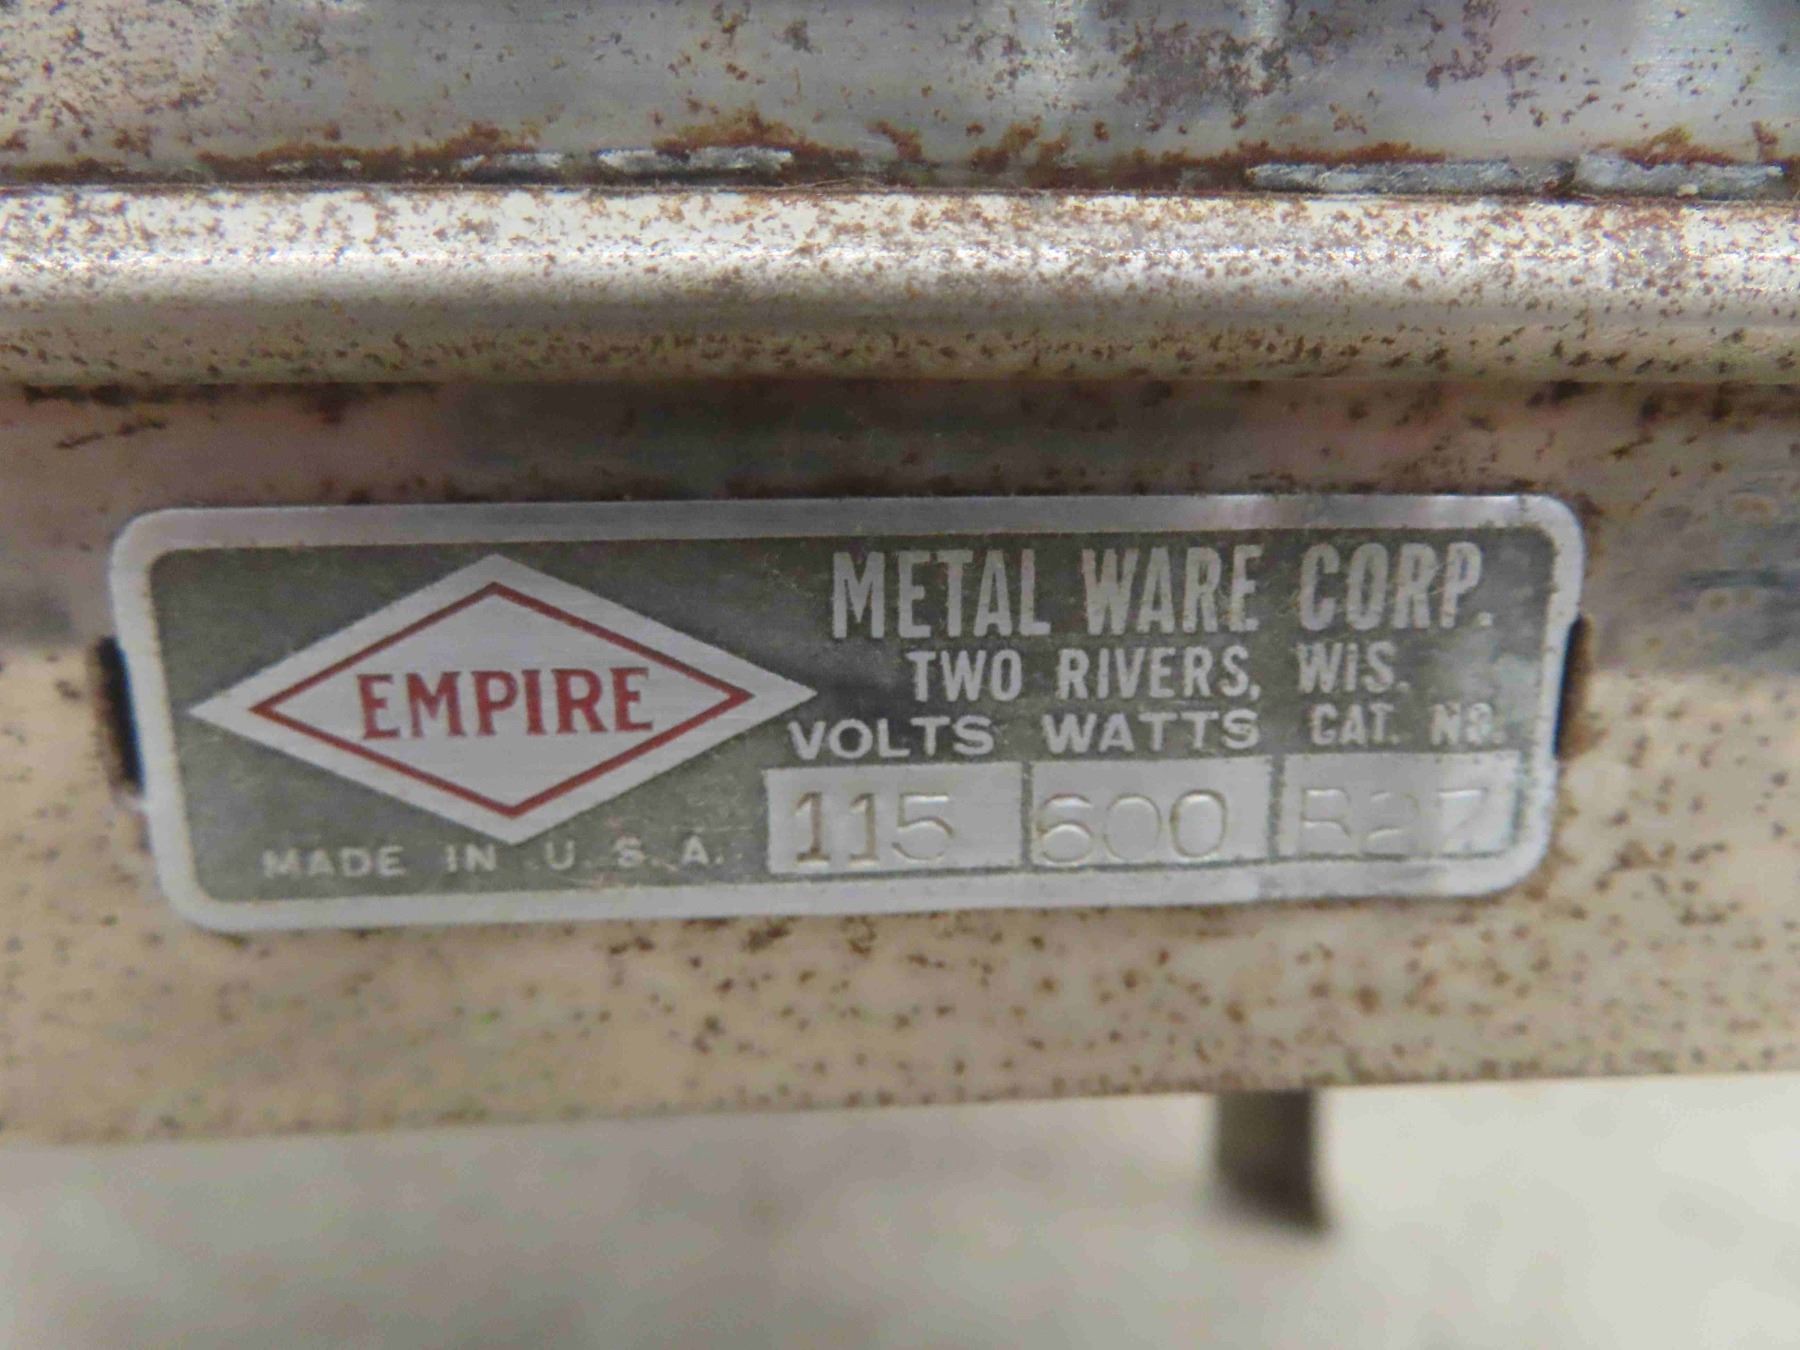 EMPIRE
METAL WARE CORP.
TWO RIVERS, WIS.
VOLTS WATTS CAT. NO.
115 600
MADE IN U.S.A.